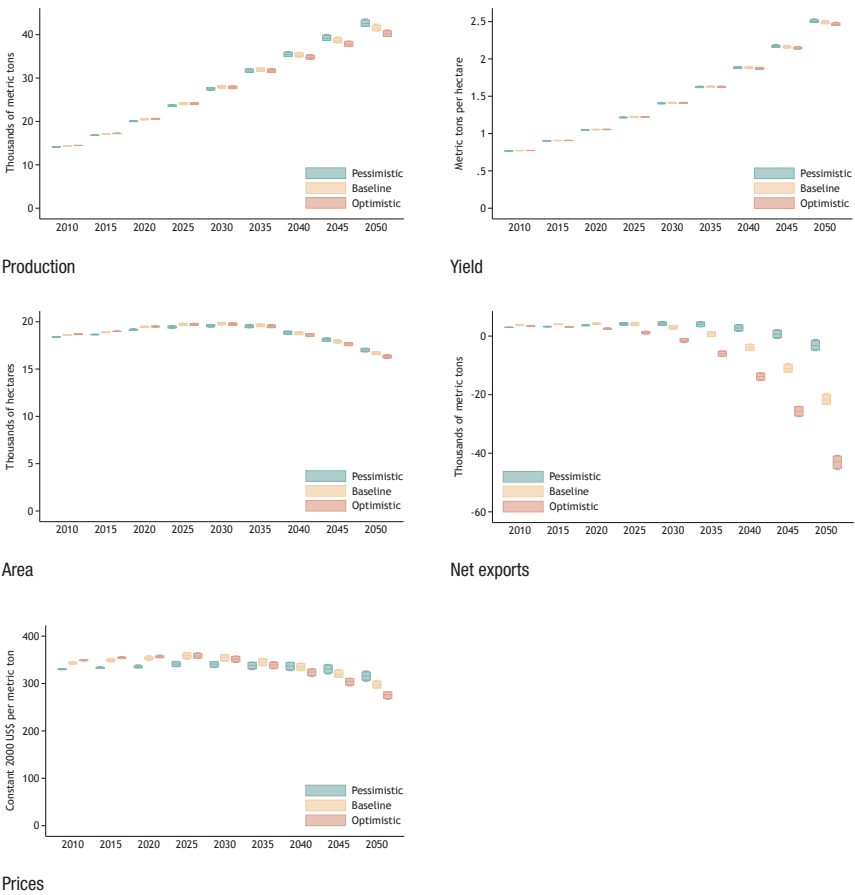 Thousands of metric tons
40
30
20
10
0
Pessimistic
Baseline
Optimistic
2010 2015 2020 2025 2030 2035 2040 2045 2050
Production
Metric tons per hectare
2.5
2
1.5
1
.5
0
Pessimistic
Baseline
Optimistic
2010 2015 2020 2025 2030 2035 2040 2045 2050
Yield
Thousands of hectares
20
15
10
5
0
Pessimistic
Baseline
Optimistic
2010 2015 2020 2025 2030 2035 2040 2045 2050
Area
Thousands of metric tons
0
-20
-40
-60
Pessimistic
Baseline
Optimistic
2010 2015 2020 2025 2030 2035 2040 2045 2050
Net exports
Constant 2000 US$ per metric ton
400
300
200
100
0
Pessimistic
Baseline
Optimistic
2010 2015 2020 2025 2030 2035 2040 2045 2050
Prices